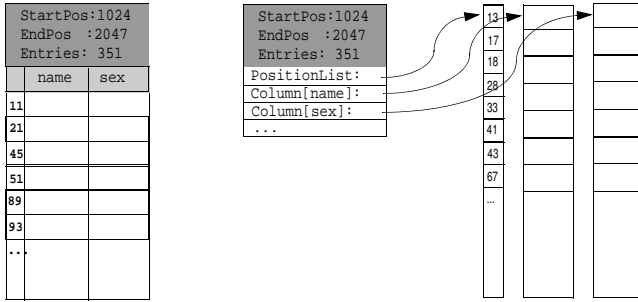 StartPos:1024
EndPos :2047
Entries: 351
name sex
11
21
45
51
89
93
...
StartPos:1024
EndPos :2047
Entries: 351
PositionList:
Column[name]:
Column[sex]:
...
13
17
18
28
33
41
43
67
...